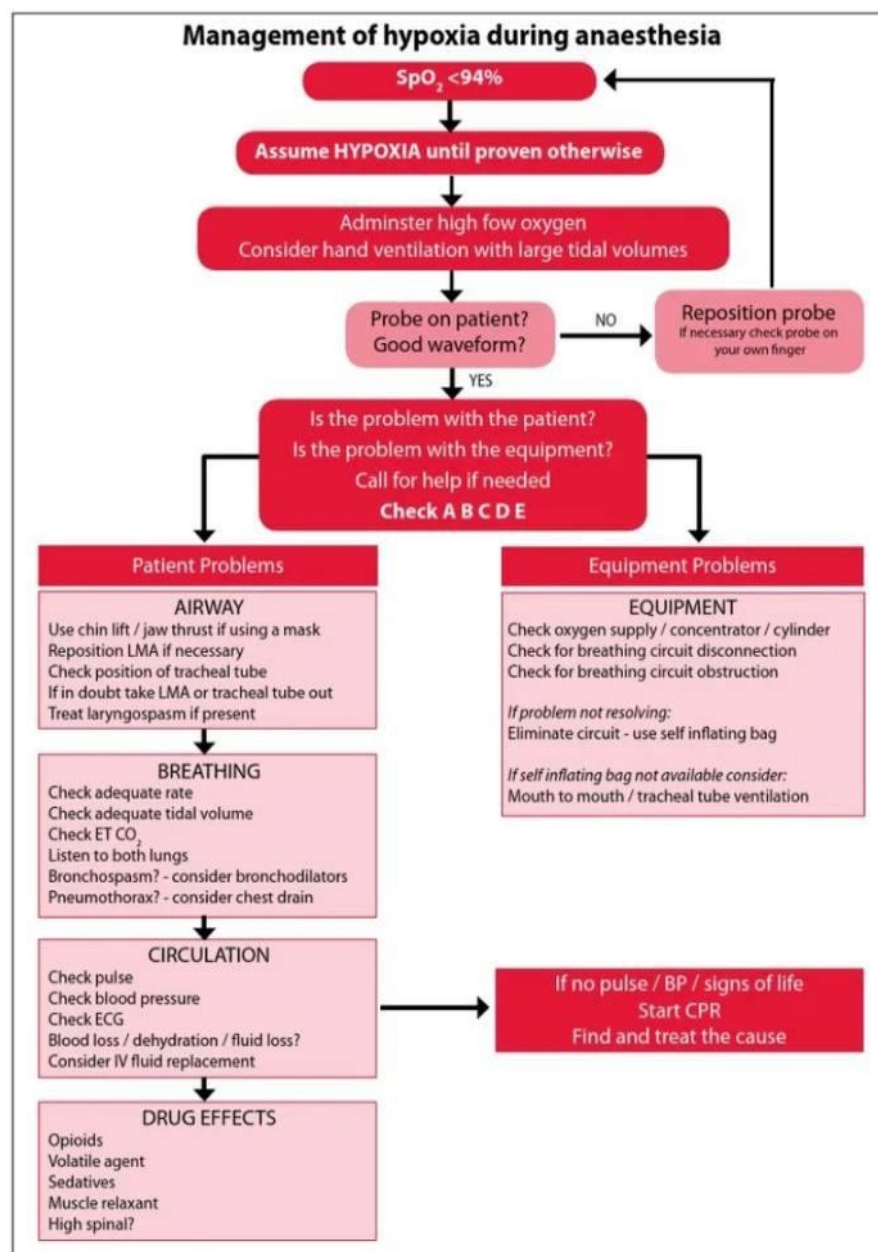 Management of hypoxia during anaesthesia
SpO₂ <94%
Assume HYPOXIA until proven otherwise
Adminster high fow oxygen
Consider hand ventilation with large tidal volumes
Probe on patient?
Good waveform?
NO
Reposition probe
If necessary check probe on
your own finger
YES
Is the problem with the patient?
Is the problem with the equipment?
Call for help if needed
Check A B C D E
Patient Problems
AIRWAY
Use chin lift / jaw thrust if using a mask
Reposition LMA if necessary
Check position of tracheal tube
If in doubt take LMA or tracheal tube out
Treat laryngospasm if present
BREATHING
Check adequate rate
Check adequate tidal volume
Check ET CO₂
Listen to both lungs
Bronchospasm? - consider bronchodilators
Pneumothorax? - consider chest drain
CIRCULATION
Check pulse
Check blood pressure
Check ECG
Blood loss / dehydration / fluid loss?
Consider IV fluid replacement
DRUG EFFECTS
Opioids
Volatile agent
Sedatives
Muscle relaxant
High spinal?
Equipment Problems
EQUIPMENT
Check oxygen supply / concentrator / cylinder
Check for breathing circuit disconnection
Check for breathing circuit obstruction
If problem not resolving:
Eliminate circuit - use self inflating bag
If self inflating bag not available consider:
Mouth to mouth / tracheal tube ventilation
If no pulse / BP / signs of life
Start CPR
Find and treat the cause